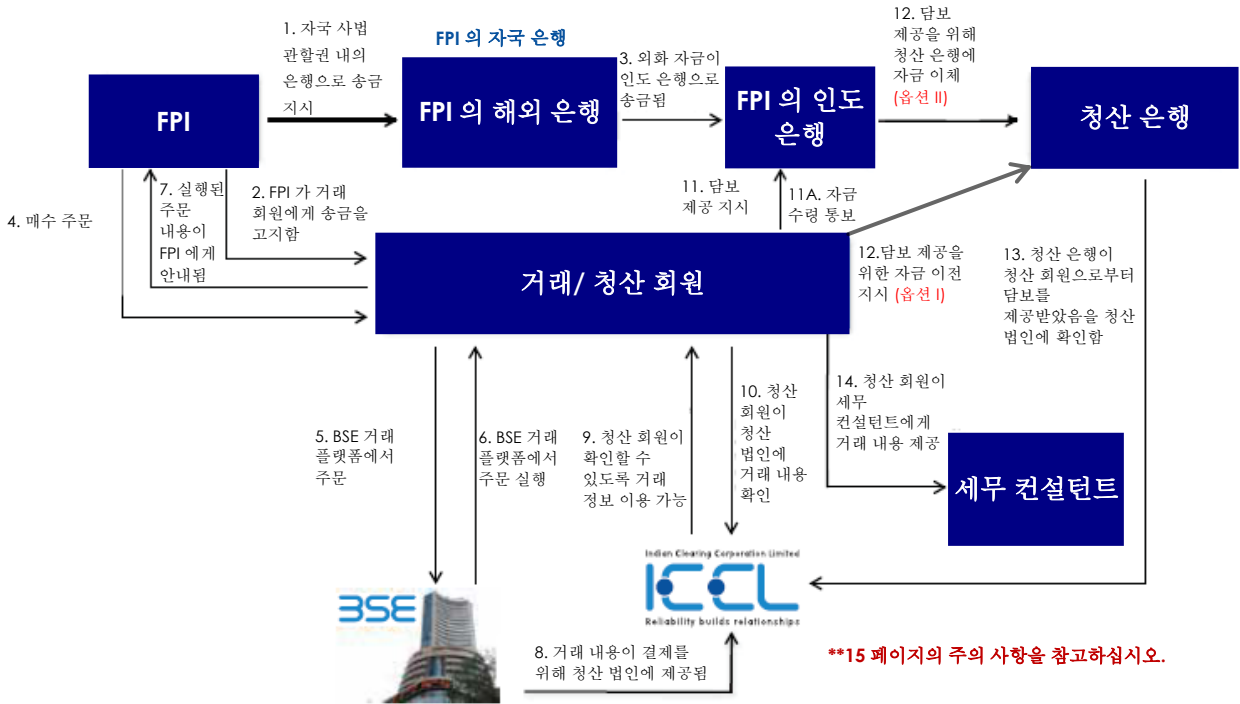 1. 자국 사법
관할권 내의
은행으로 송금
지시
FPI 의 자국 은행
3. 외화 자금이
인도 은행으로
송금됨
12. 담보
제공을 위해
청산 은행에
자금 이체
(옵션 II)
FPI
FPI 의 해외 은행
FPI 의 인도
은행
청산 은행
4. 매수 주문
7. 실행된
주문
내용이
FPI 에게
안내됨
2. FPI 가 거래
회원에게 송금을
고지함
11. 담보
제공 지시
11A. 자금
수령 통보
거래/ 청산 회원
12.담보 제공을
위한 자금 이전
지시 (옵션 I)
13. 청산 은행이
청산 회원으로부터
담보를
제공받았음을 청산
법인에 확인함
5. BSE 거래
플랫폼에서
주문
6. BSE 거래
플랫폼에서
주문 실행
9. 청산 회원이
확인할 수
있도록 거래
정보 이용 가능
10. 청산
회원이
청산
법인에
거래 내용
확인
14. 청산 회원이
세무
컨설턴트에게
거래 내용 제공
세무 컨설턴트
BSE
Indian Clearing Corporation Limited
ICCL
Reliability builds relationships
8. 거래 내용이 결제를
위해 청산 법인에 제공됨
**15 페이지의 주의 사항을 참고하십시오.